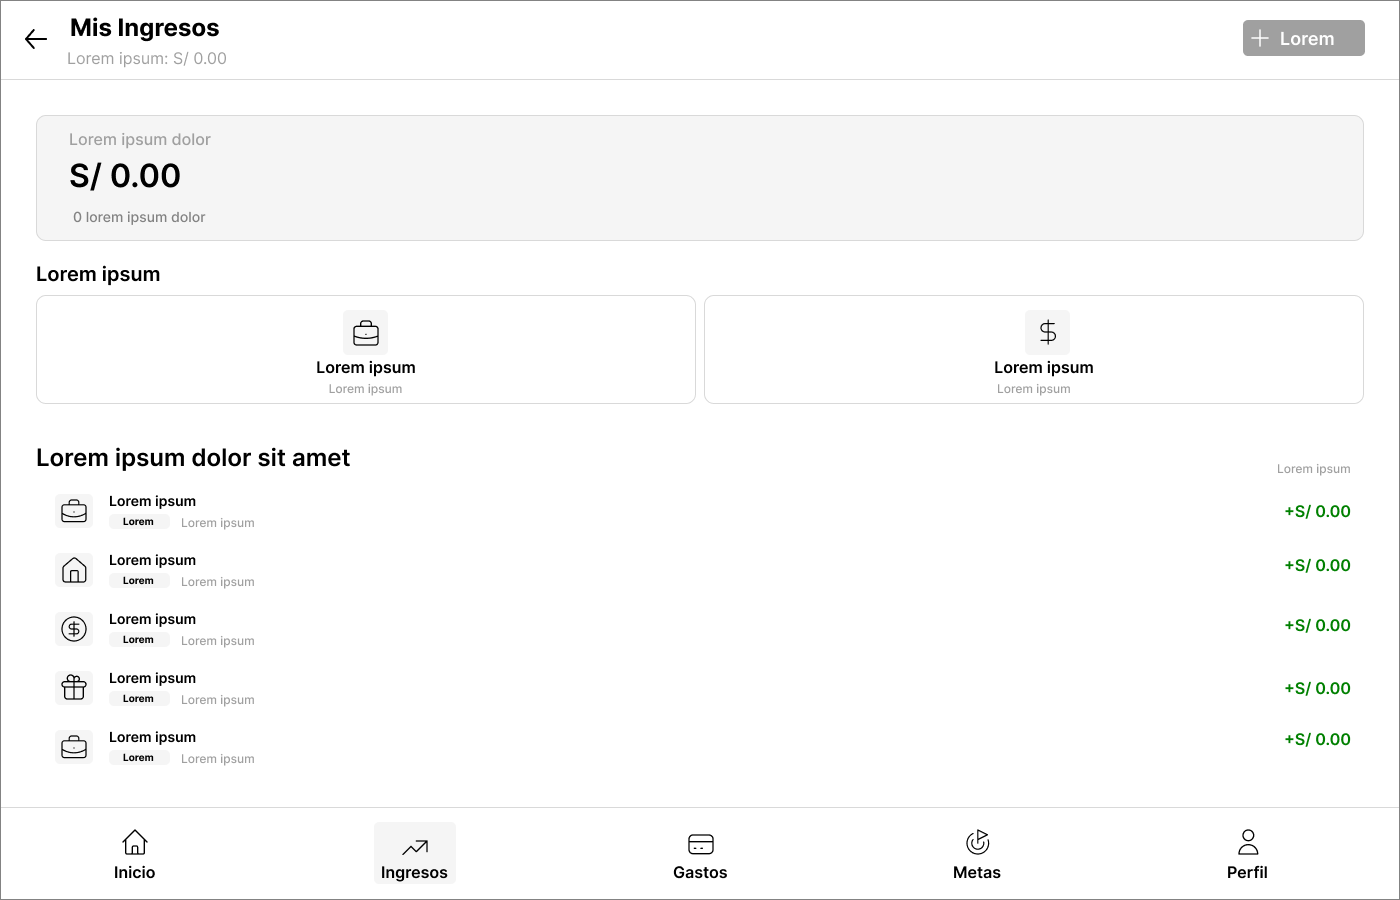 Mis Ingresos
Lorem ipsum: S/ 0.00
Lorem
Lorem ipsum dolor
S/ 0.00
0 lorem ipsum dolor
Lorem ipsum
Lorem ipsum
Lorem ipsum
Lorem ipsum
Lorem ipsum
Lorem ipsum dolor sit amet
Lorem ipsum
Lorem ipsum
Lorem Lorem ipsum
+S/ 0.00
Lorem ipsum
Lorem Lorem ipsum
+S/ 0.00
Lorem ipsum
Lorem Lorem ipsum
+S/ 0.00
Lorem ipsum
Lorem Lorem ipsum
+S/ 0.00
Lorem ipsum
Lorem Lorem ipsum
+S/ 0.00
Inicio
Ingresos
Gastos
Metas
Perfil